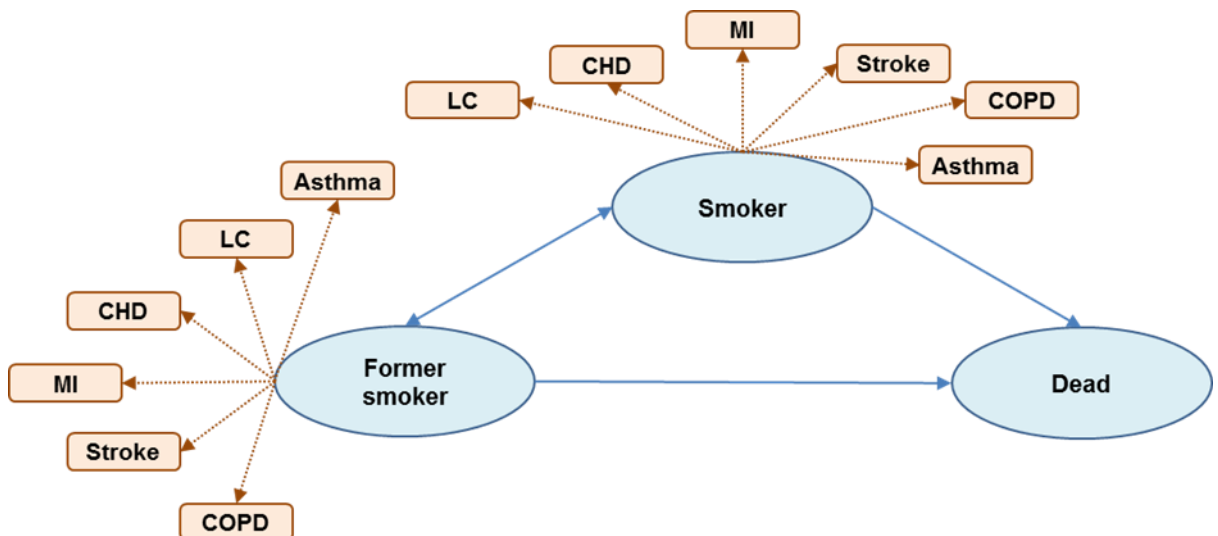 MI
CHD
Stroke
LC
COPD
Asthma
Asthma
Smoker
LC
CHD
MI
Former
smoker
Dead
Stroke
COPD